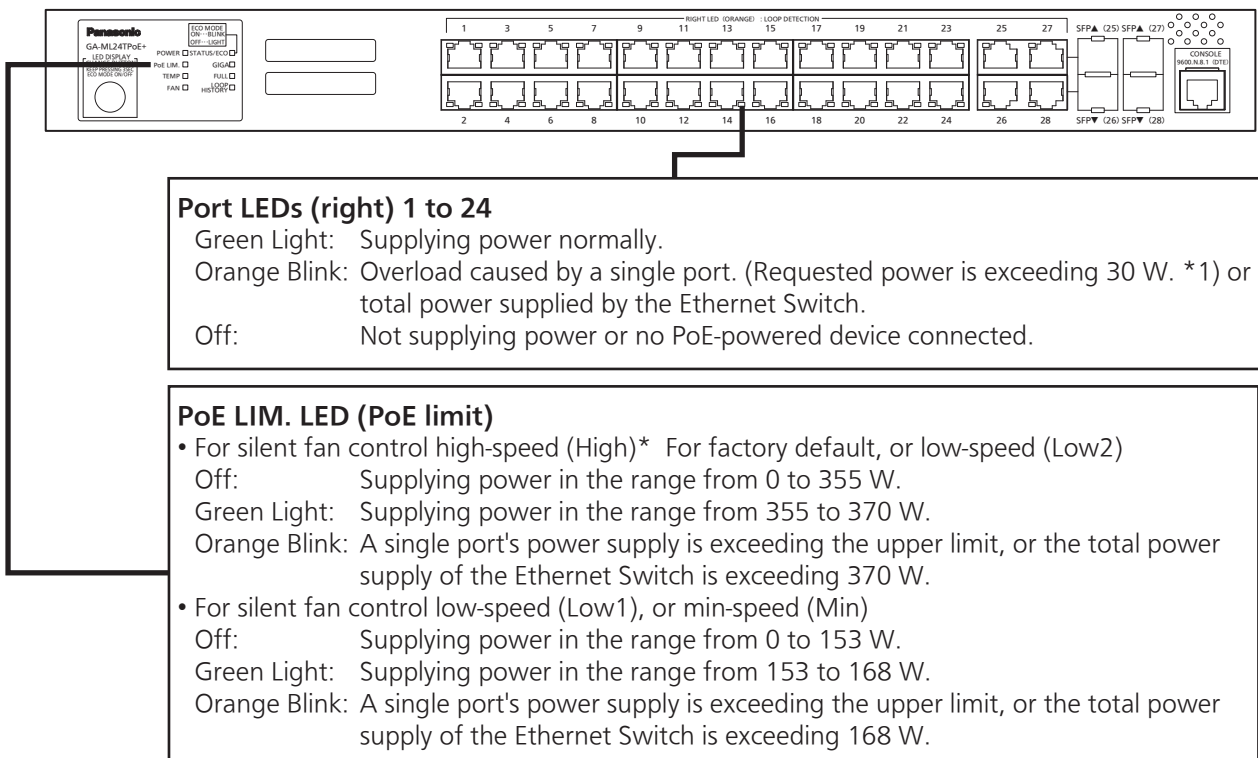 Panasonic
GA-ML24TPoE+
LED DISPLAY
KEEP PRESSING 3SEC
ECO MODE ON/OFF
ECO MODE
ON···BLINK
OFF···LIGHT
POWER STATUS/ECO
PoE LIM. GIGA
TEMP FULL
FAN LOOP HISTORY
RIGHT LED (ORANGE) : LOOP DETECTION
1 3 5 7 9 11 13 15 17 19 21 23 25 27
SFP▲ (25) SFP▲ (27)
CONSOLE
9600.N.8.1 (DTE)
2 4 6 8 10 12 14 16 18 20 22 24 26 28
SFP▼ (26) SFP▼ (28)
Port LEDs (right) 1 to 24
Green Light: Supplying power normally.
Orange Blink: Overload caused by a single port. (Requested power is exceeding 30 W. *1) or
total power supplied by the Ethernet Switch.
Off: Not supplying power or no PoE-powered device connected.
PoE LIM. LED (PoE limit)
• For silent fan control high-speed (High)* For factory default, or low-speed (Low2)
Off: Supplying power in the range from 0 to 355 W.
Green Light: Supplying power in the range from 355 to 370 W.
Orange Blink: A single port's power supply is exceeding the upper limit, or the total power
supply of the Ethernet Switch is exceeding 370 W.
• For silent fan control low-speed (Low1), or min-speed (Min)
Off: Supplying power in the range from 0 to 153 W.
Green Light: Supplying power in the range from 153 to 168 W.
Orange Blink: A single port's power supply is exceeding the upper limit, or the total power
supply of the Ethernet Switch is exceeding 168 W.